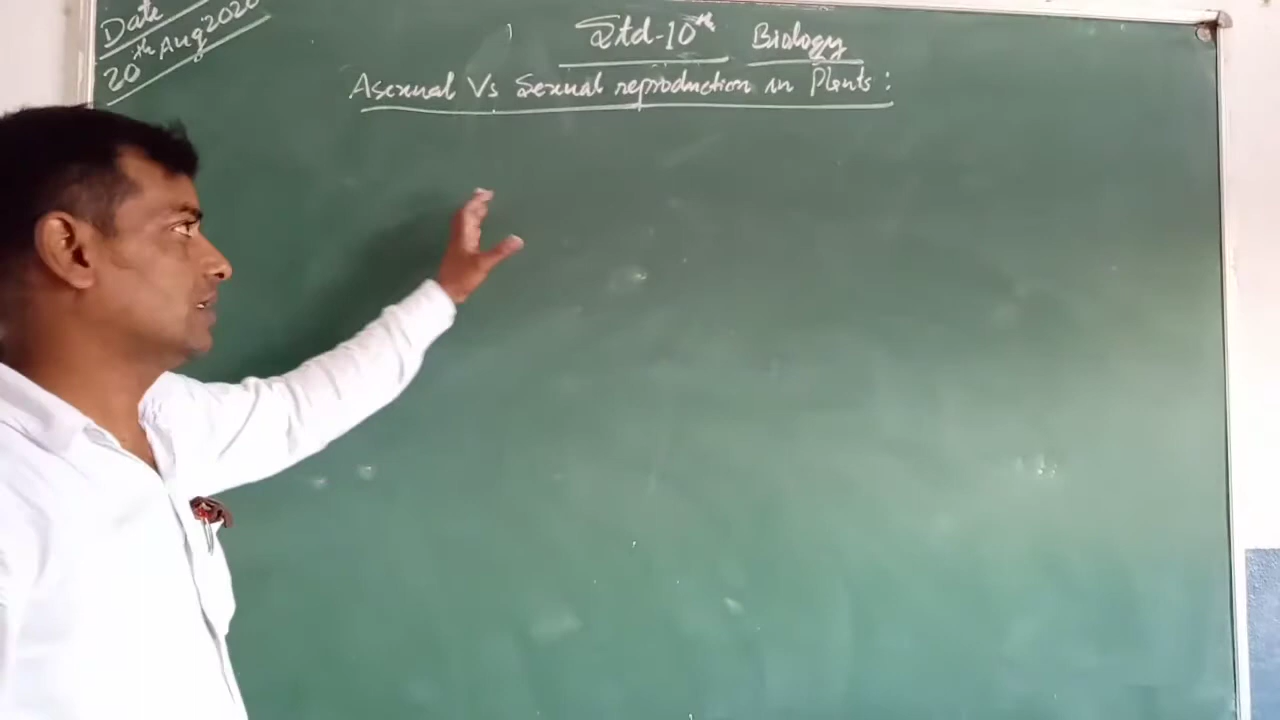 Date
20th Aug 2020
Std-10th Biology
Asexual Vs Sexual reproduction in Plants :